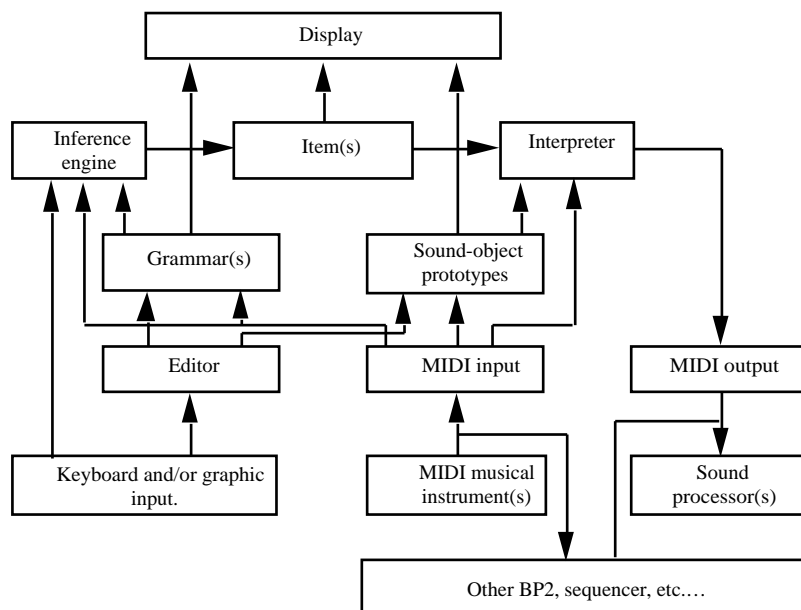 Display
Inference
engine
Item(s)
Interpreter
Grammar(s)
Sound-object
prototypes
Editor
MIDI input
MIDI output
Keyboard and/or graphic
input.
MIDI musical
instrument(s)
Sound
processor(s)
Other BP2, sequencer, etc.…